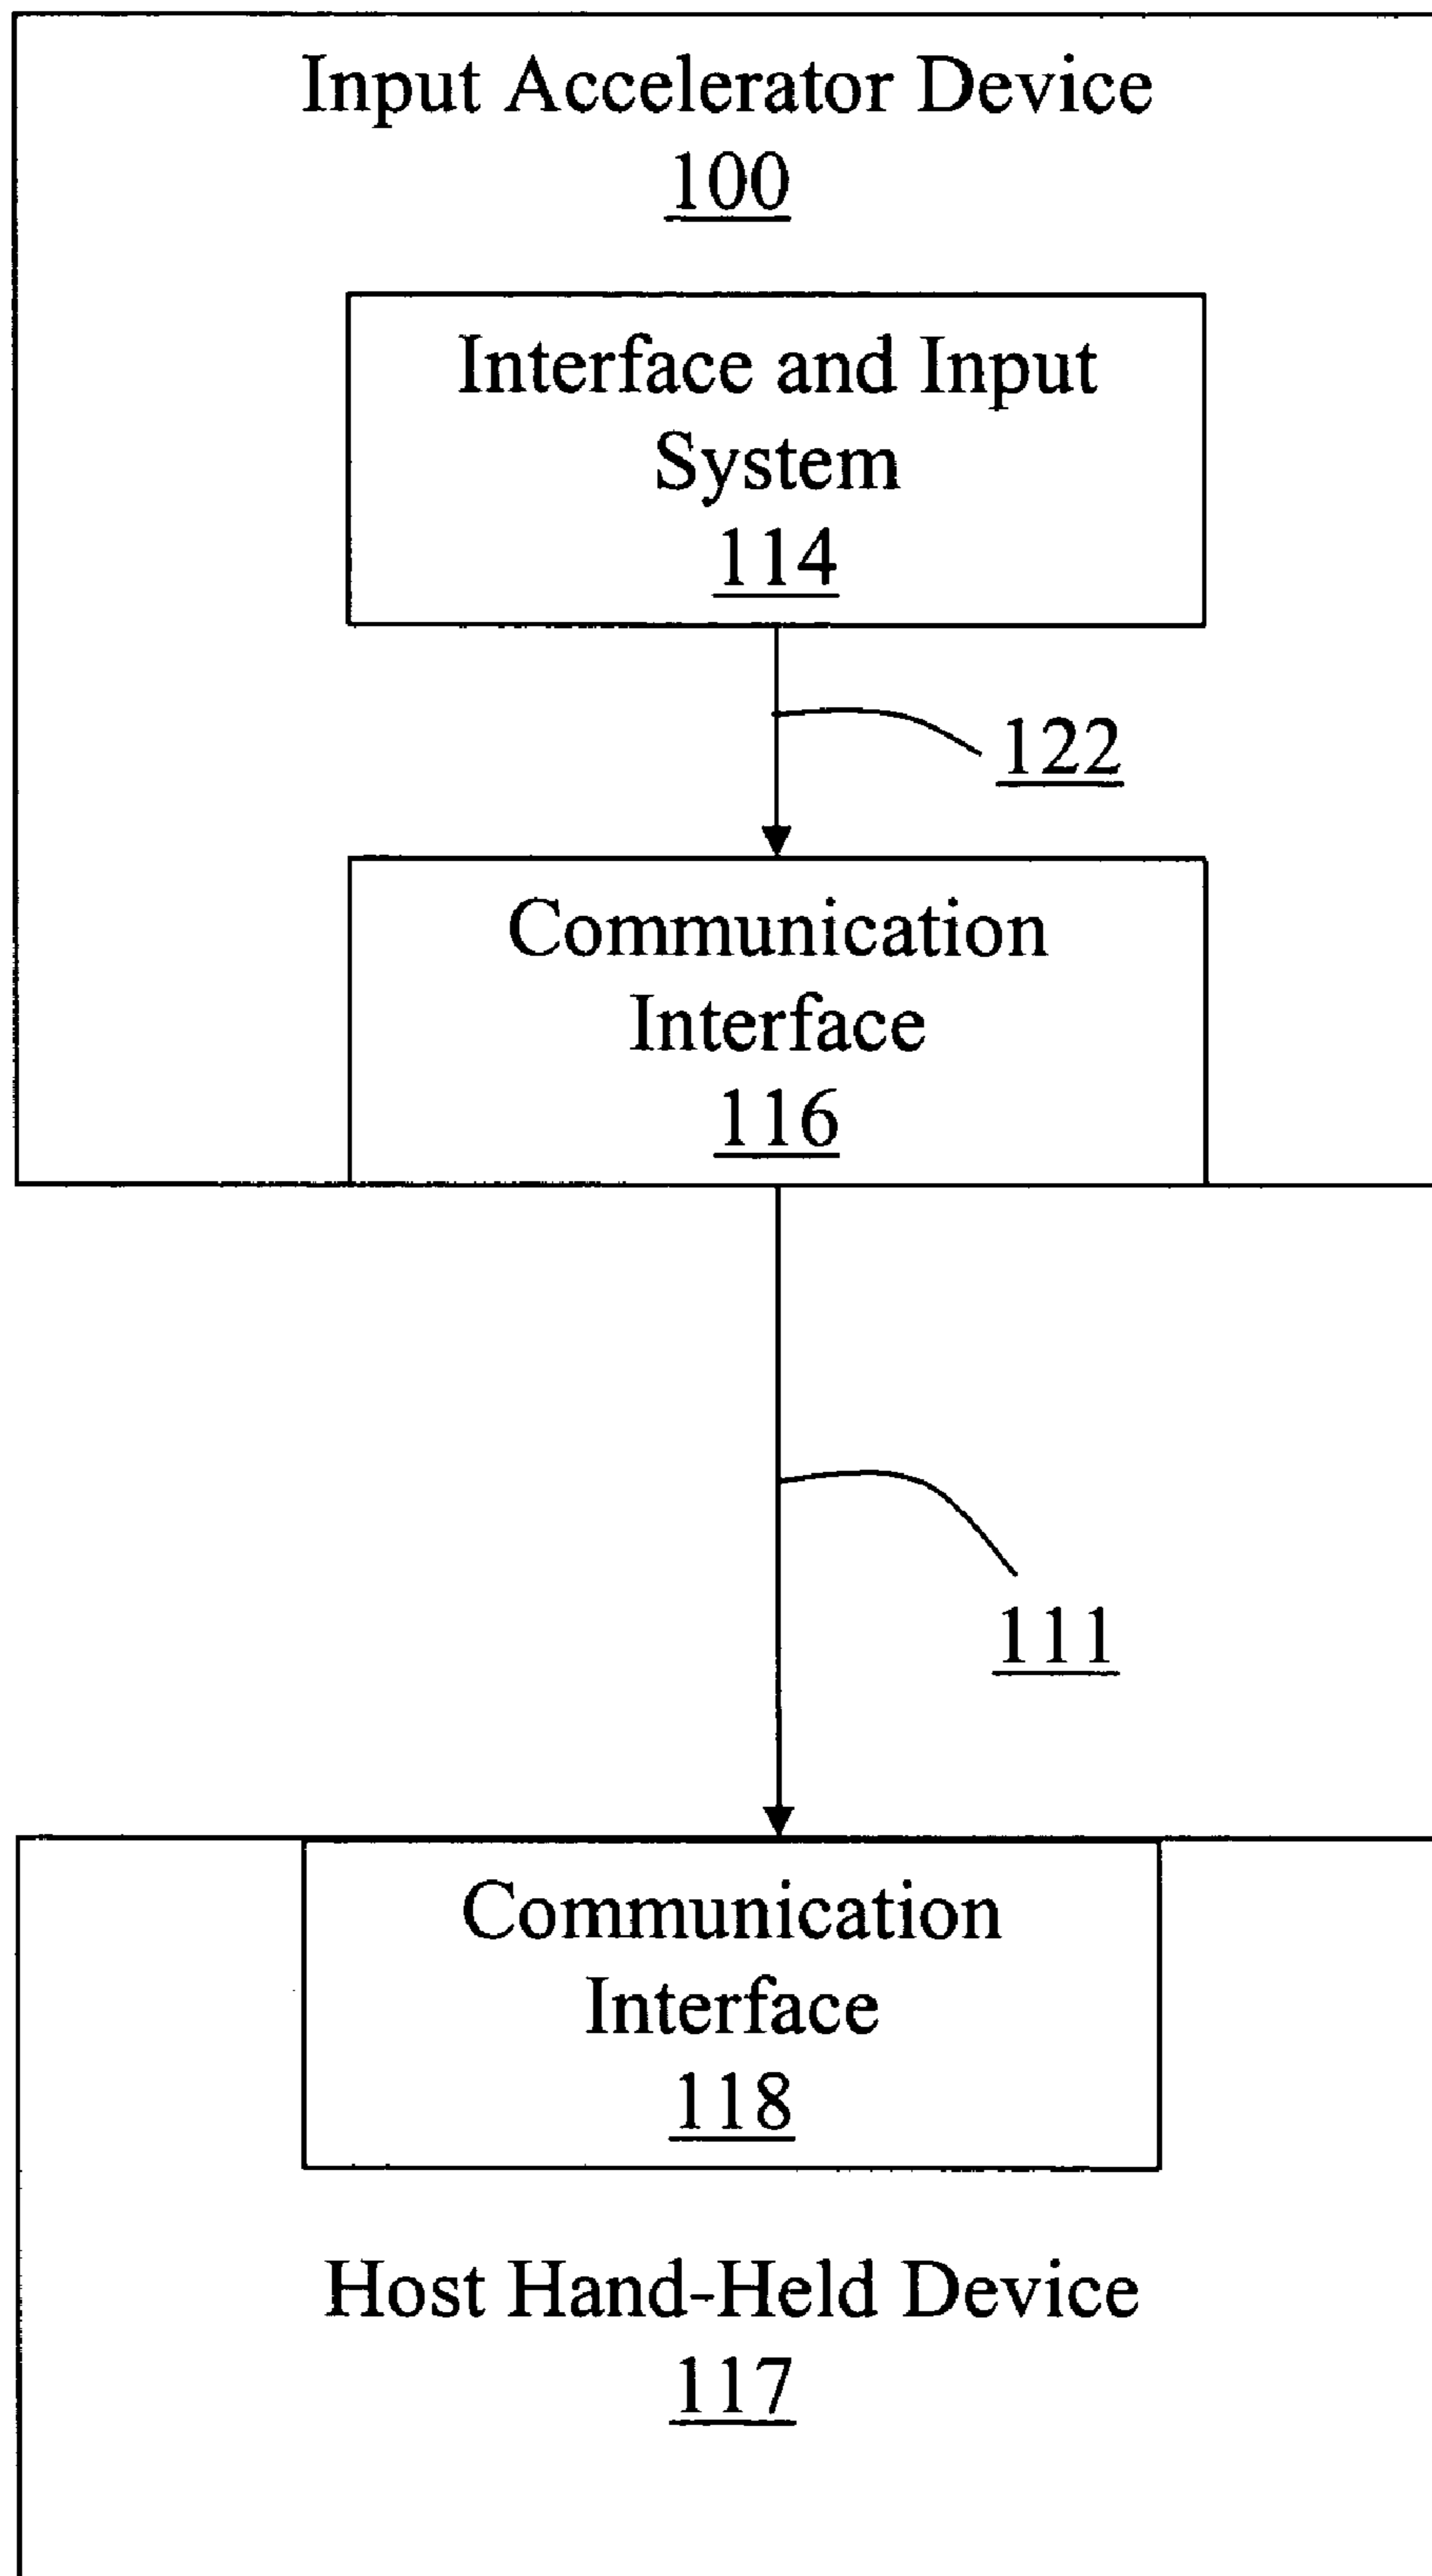 Input Accelerator Device
100
Interface and Input
System
114
122
Communication
Interface
116
111
Communication
Interface
118
Host Hand-Held Device
117